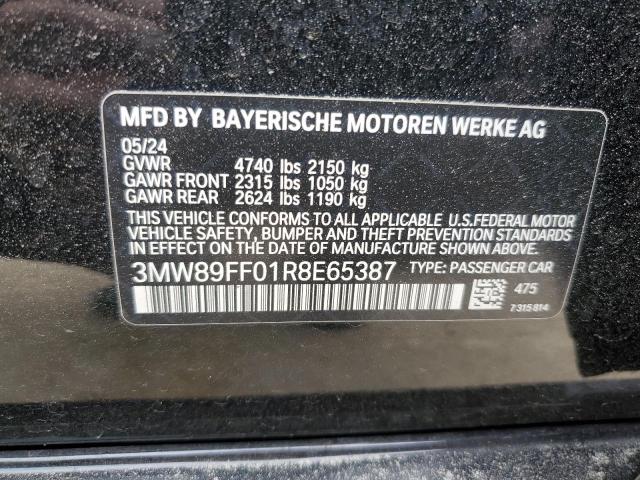 MFD BY BAYERISCHE MOTOREN WERKE AG
05/24
GVWR 4740 lbs 2150 kg
GAWR FRONT 2315 lbs 1050 kg
GAWR REAR 2624 lbs 1190 kg
THIS VEHICLE CONFORMS TO ALL APPLICABLE U.S.FEDERAL MOTOR
VEHICLE SAFETY, BUMPER AND THEFT PREVENTION STANDARDS
IN EFFECT ON THE DATE OF MANUFACTURE SHOWN ABOVE.
3MW89FF01R8E65387 TYPE: PASSENGER CAR
475
7315814